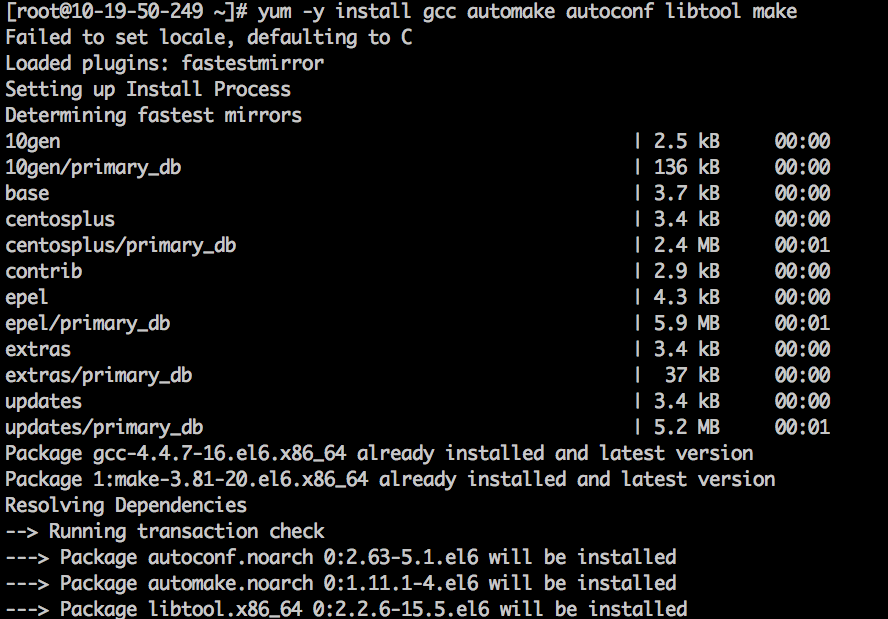 [root@10-19-50-249 ~]# yum -y install gcc automake autoconf libtool make
Failed to set locale, defaulting to C
Loaded plugins: fastestmirror
Setting up Install Process
Determining fastest mirrors
10gen | 2.5 kB 00:00
10gen/primary_db | 136 kB 00:00
base | 3.7 kB 00:00
centosplus | 3.4 kB 00:00
centosplus/primary_db | 2.4 MB 00:01
contrib | 2.9 kB 00:00
epel | 4.3 kB 00:00
epel/primary_db | 5.9 MB 00:01
extras | 3.4 kB 00:00
extras/primary_db | 37 kB 00:00
updates | 3.4 kB 00:00
updates/primary_db | 5.2 MB 00:01
Package gcc-4.4.7-16.el6.x86_64 already installed and latest version
Package 1:make-3.81-20.el6.x86_64 already installed and latest version
Resolving Dependencies
--> Running transaction check
---> Package autoconf.noarch 0:2.63-5.1.el6 will be installed
---> Package automake.noarch 0:1.11.1-4.el6 will be installed
---> Package libtool.x86_64 0:2.2.6-15.5.el6 will be installed